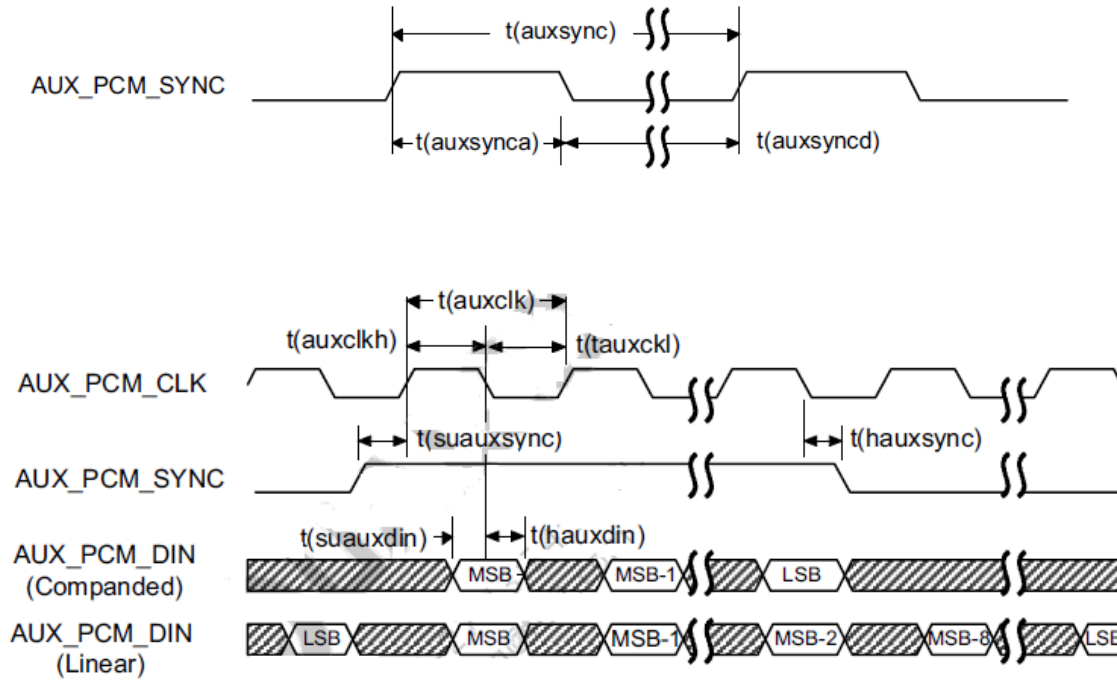 t(auxsync)
AUX_PCM_SYNC
t(auxsynca)
t(auxsyncd)
t(auxclk)
t(auxclkh)
t(tauxckl)
AUX_PCM_CLK
t(suauxsync)
t(hauxsync)
AUX_PCM_SYNC
t(suauxdin)
t(hauxdin)
AUX_PCM_DIN
(Companded)
MSB
MSB-1
LSB
AUX_PCM_DIN
(Linear)
LSB
MSB
MSB-1
MSB-2
MSB-8
LSB